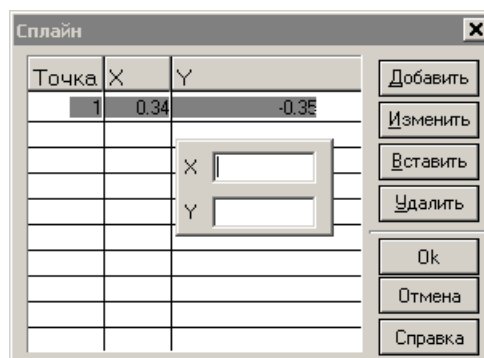 Сплайн
Точка X Y
1 0.34 -0.35
X
Y
Добавить
Изменить
Вставить
Удалить
Ok
Отмена
Справка